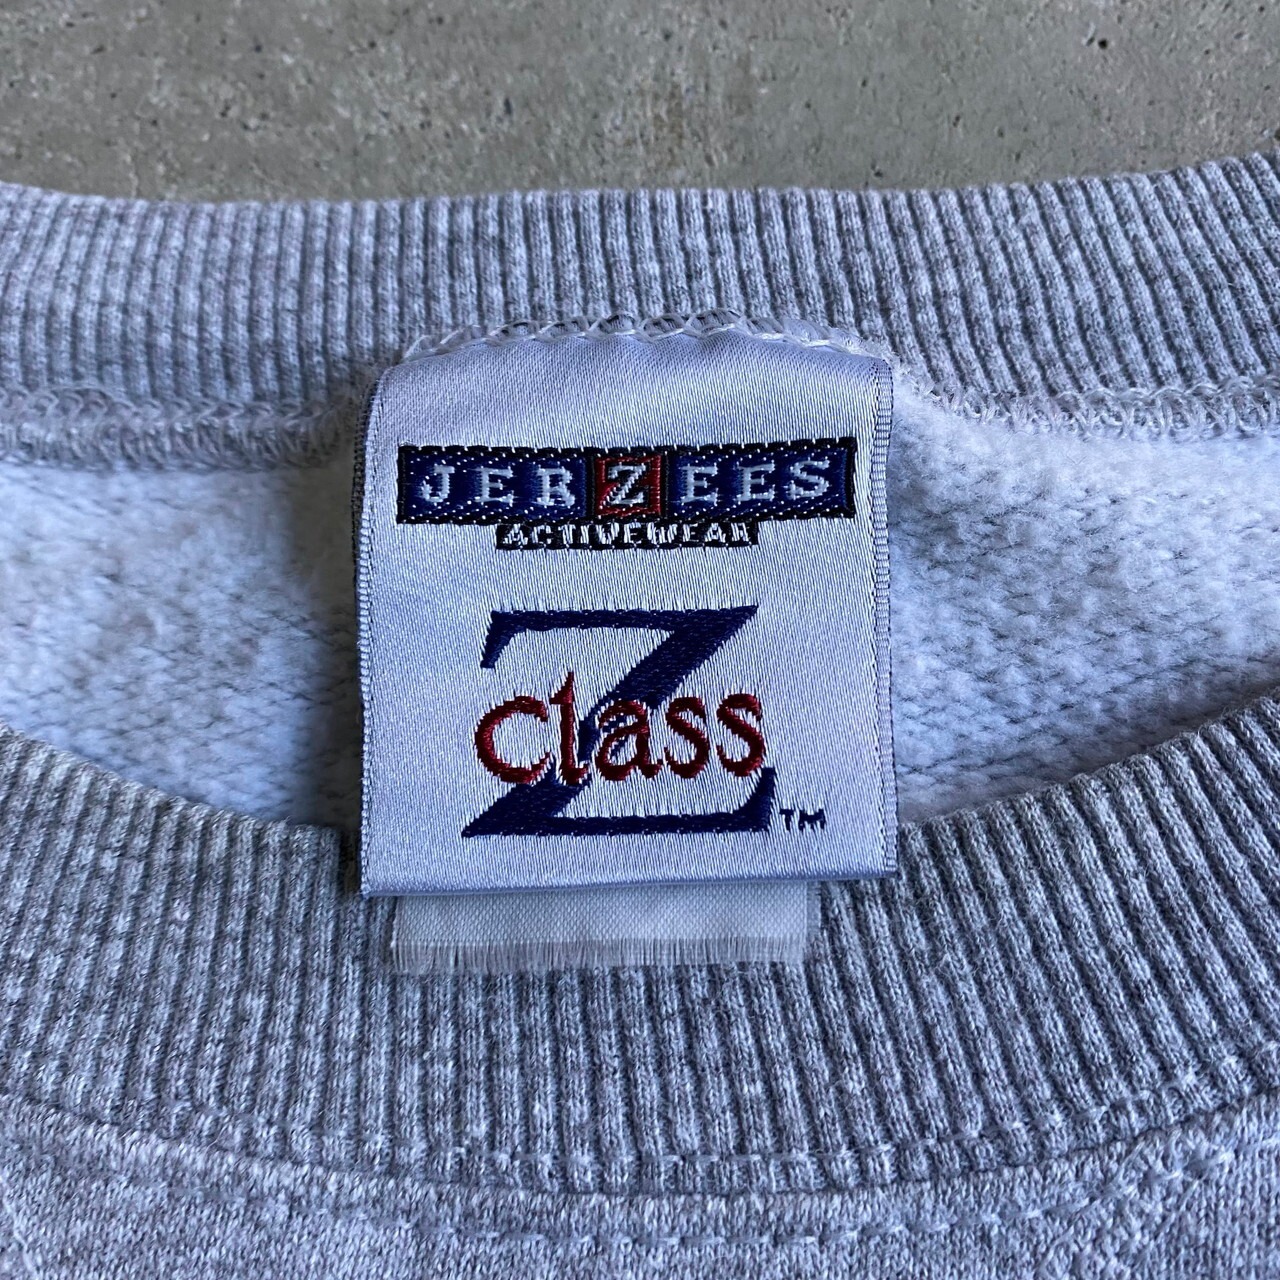 JERZEES
ACTIVEWEAR
Z
class
™